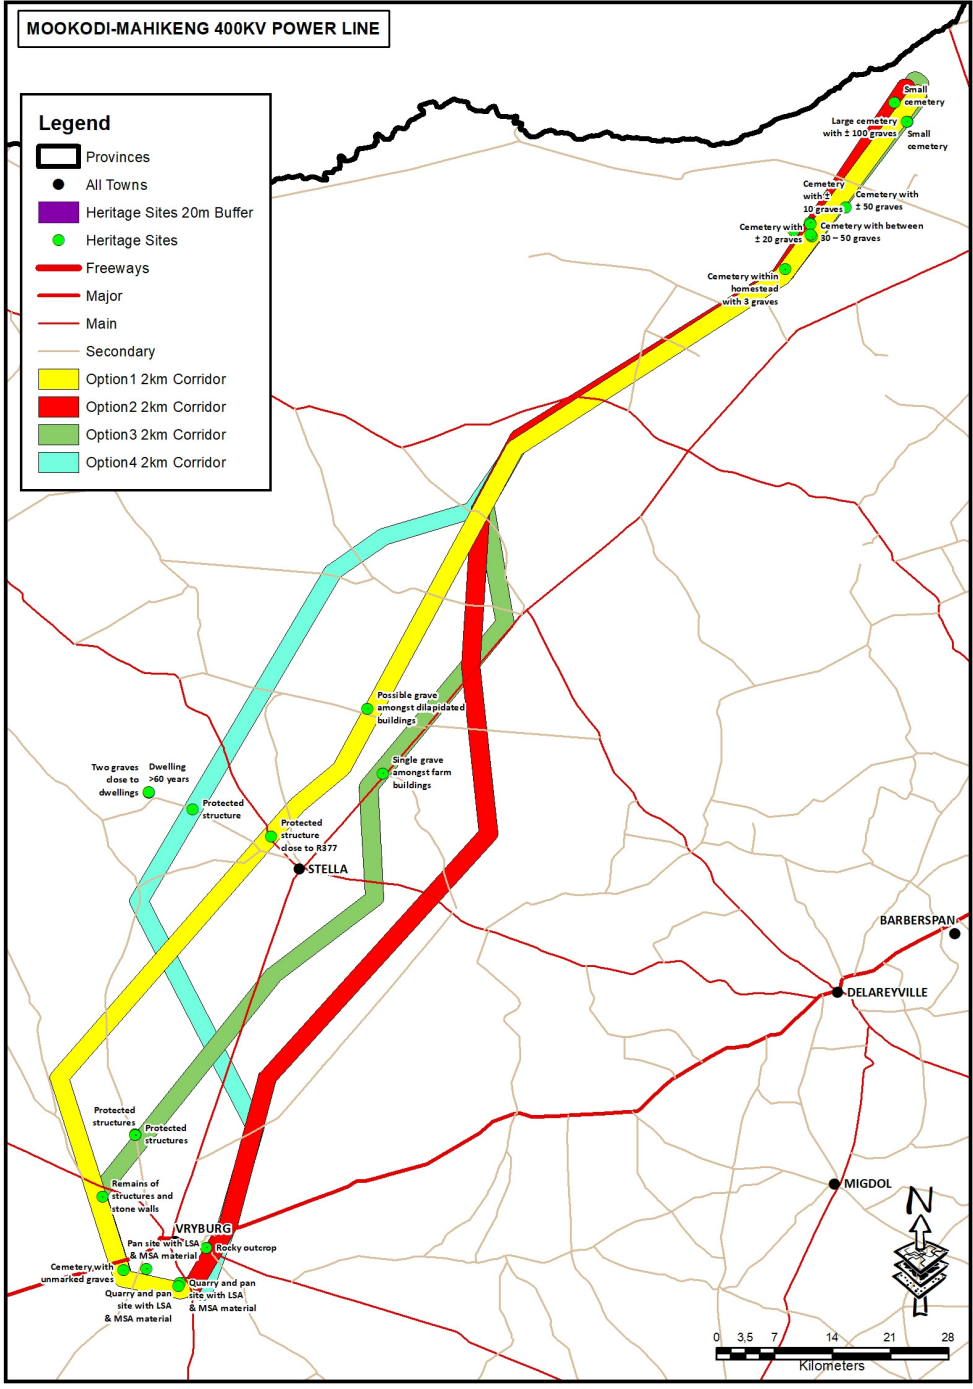 MOOKODI-MAHIKENG 400KV POWER LINE
Legend
Provinces
All Towns
Heritage Sites 20m Buffer
Heritage Sites
Freeways
Major
Main
Secondary
Option1 2km Corridor
Option2 2km Corridor
Option3 2km Corridor
Option4 2km Corridor
Small
cemetery
Large cemetery
with ± 100 graves
Small
cemetery
Cemetery
with ±
10 graves
Cemetery with
± 50 graves
Cemetery with
± 20 graves
Cemetery with between
30 – 50 graves
Cemetery within
homestead
with 3 graves
Possible grave
amongst dilapidated
buildings
Single grave
amongst farm
buildings
Two graves
close to
dwellings
Dwelling
>60 years
Protected
structure
Protected
structure
close to R377
STELLA
BARBERSPAN
DELAREYVILLE
Protected
structures
Protected
structures
Remains of
structures and
stone walls
MIGDOL
VRYBURG
Pan site with LSA
& MSA material
Rocky outcrop
Cemetery with
unmarked graves
Quarry and pan
site with LSA
& MSA material
Quarry and pan
site with LSA
& MSA material
N
0 3,5 7 14 21 28
Kilometers